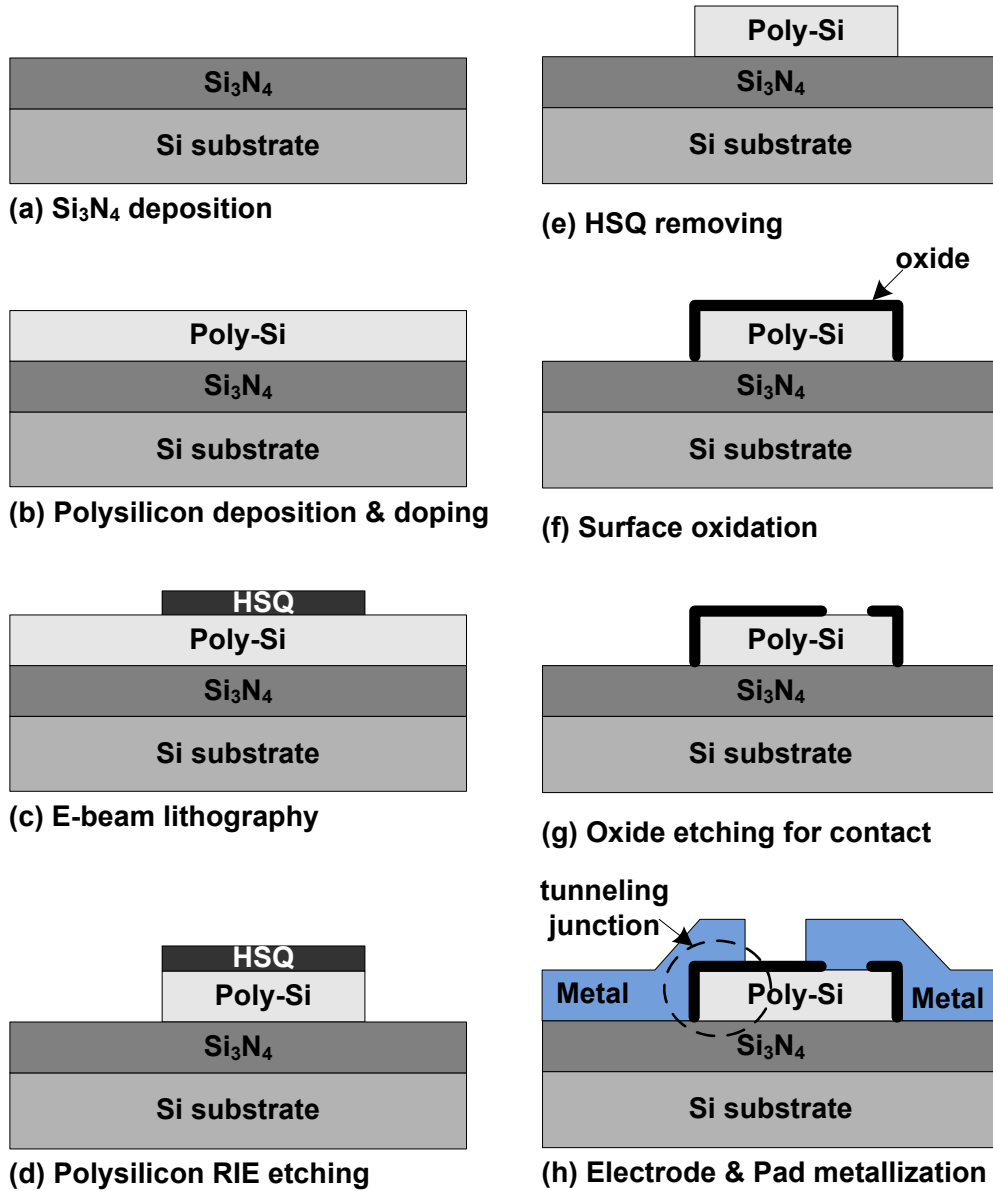 Si₃N₄
Si substrate
(a) Si₃N₄ deposition
Poly-Si
Si₃N₄
Si substrate
(b) Polysilicon deposition & doping
HSQ
Poly-Si
Si₃N₄
Si substrate
(c) E-beam lithography
HSQ
Poly-Si
Si₃N₄
Si substrate
(d) Polysilicon RIE etching
Poly-Si
Si₃N₄
Si substrate
(e) HSQ removing
oxide
Poly-Si
Si₃N₄
Si substrate
(f) Surface oxidation
Poly-Si
Si₃N₄
Si substrate
(g) Oxide etching for contact
tunneling
junction
Metal
Poly-Si
Metal
Si₃N₄
Si substrate
(h) Electrode & Pad metallization